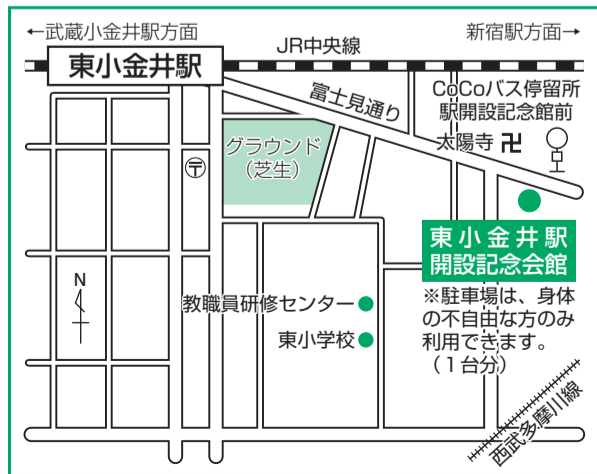 ←武蔵小金井駅方面
新宿駅方面→
JR中央線
東小金井駅
富士見通り
CoCoバス停留所
駅開設記念館前
太陽寺 卍
グラウンド
(芝生)
〒
東小金井駅
開設記念会館
N
教職員研修センター
東小学校
※駐車場は、身体
の不自由な方のみ
利用できます。
(1台分)
西武多摩川線